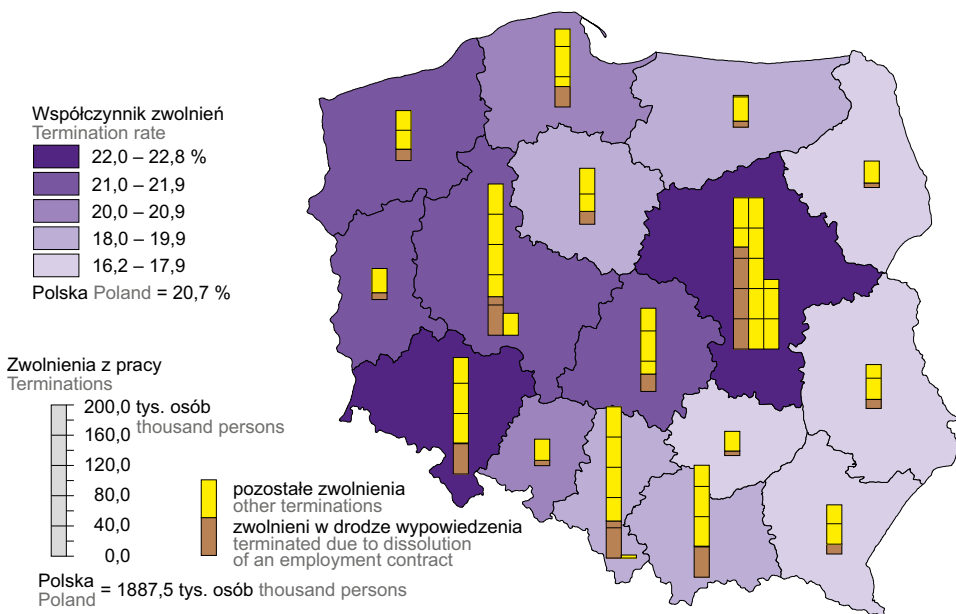 Współczynnik zwolnień
Termination rate
22,0 – 22,8 %
21,0 – 21,9
20,0 – 20,9
18,0 – 19,9
16,2 – 17,9
Polska Poland = 20,7 %
Zwolnienia z pracy
Terminations
200,0 tys. osób
thousand persons
160,0
120,0
80,0
40,0
0,0
pozostałe zwolnienia
other terminations
zwolnieni w drodze wypowiedzenia
terminated due to dissolution
of an employment contract
Polska
Poland = 1887,5 tys. osób thousand persons